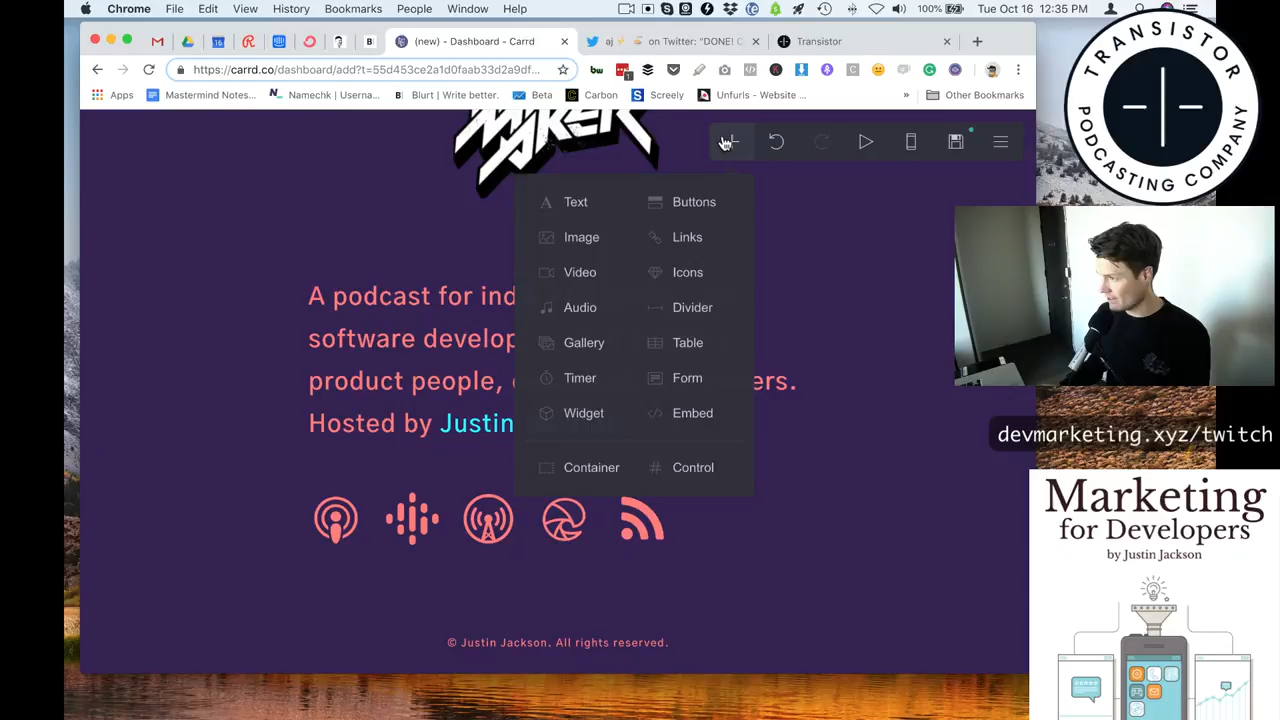 Chrome File Edit View History Bookmarks People Window Help 100% Tue Oct 16 12:35 PM
(new) - Dashboard - Carrd
aj⚡ on Twitter: "DONE! C
Transistor
https://carrd.co/dashboard/add?t=55d453ce2a1d0faab33d2a9df...
Apps Mastermind Notes... Namechk | Userna... Blurt | Write better. Beta Carbon Screely Unfurls - Website ... » Other Bookmarks
MAKER
Text Buttons
Image Links
Video Icons
Audio Divider
Gallery Table
Timer Form
Widget Embed
Container Control
A podcast for ind
software develop
product people, ers.
Hosted by Justin
© Justin Jackson. All rights reserved.
TRANSISTOR
PODCASTING COMPANY
devmarketing.xyz/twitch
Marketing
for Developers
by Justin Jackson